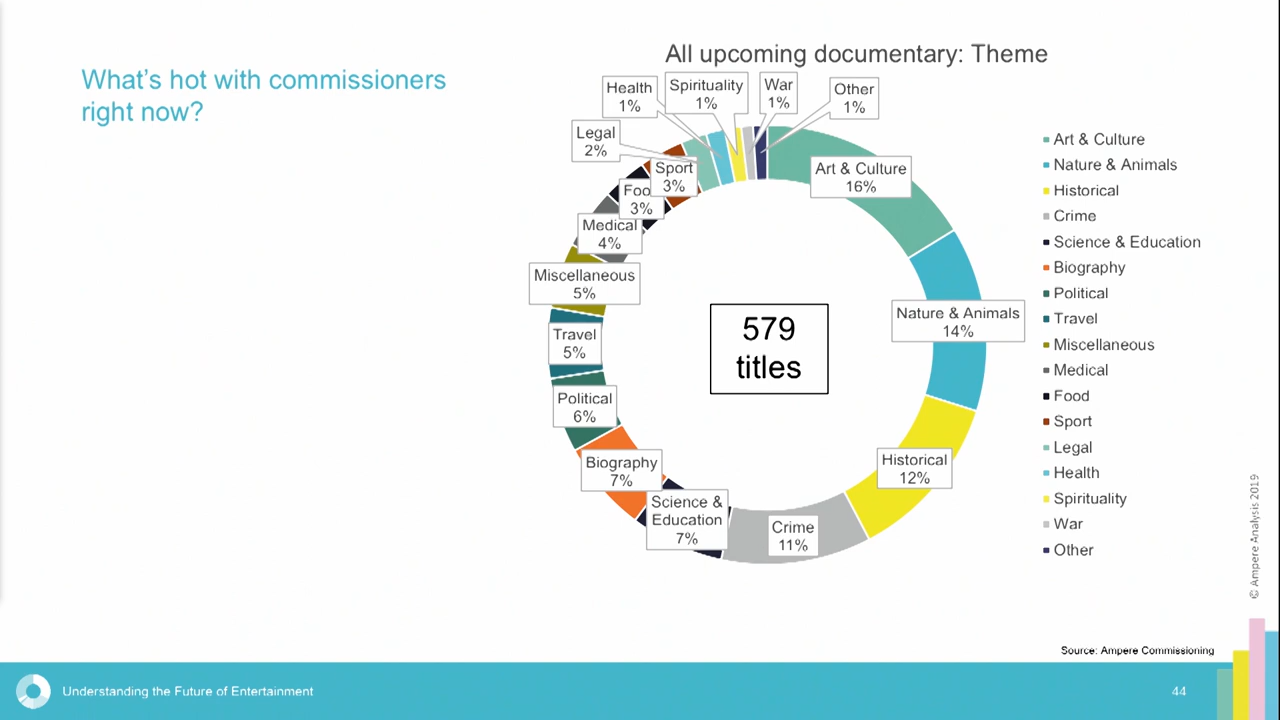 What's hot with commissioners
right now?
All upcoming documentary: Theme
Health
1%
Spirituality
1%
War
1%
Other
1%
Legal
2%
Sport
3%
Foo
3%
Medical
4%
Miscellaneous
5%
Travel
5%
Political
6%
Biography
7%
Science &
Education
7%
Crime
11%
Historical
12%
Nature & Animals
14%
Art & Culture
16%
579
titles
Art & Culture
Nature & Animals
Historical
Crime
Science & Education
Biography
Political
Travel
Miscellaneous
Medical
Food
Sport
Legal
Health
Spirituality
War
Other
© Ampere Analysis 2019
Source: Ampere Commissioning
Understanding the Future of Entertainment
44